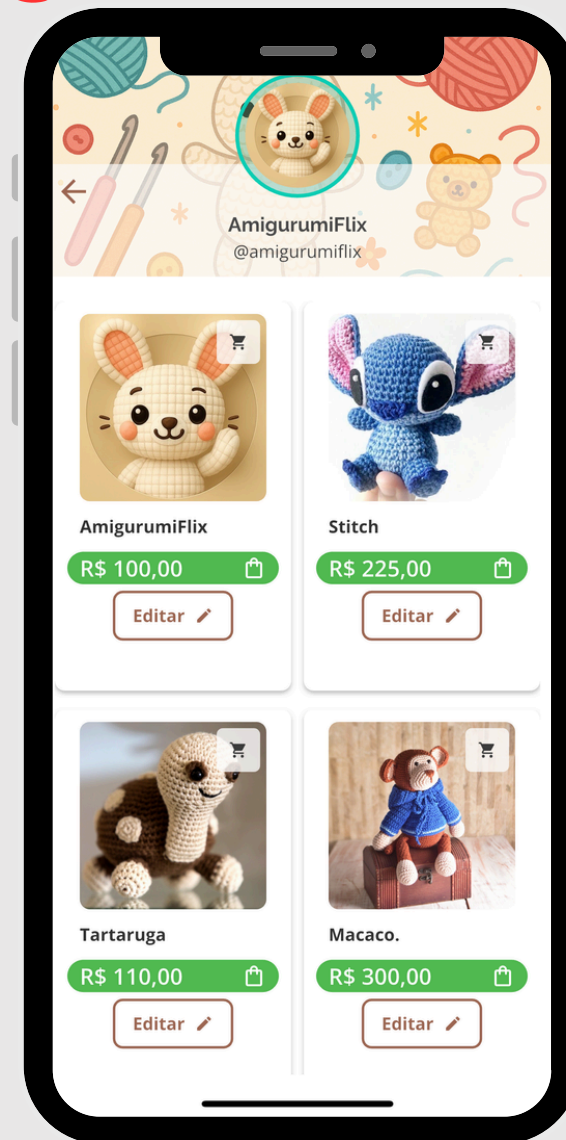 AmigurumiFlix
@amigurumiflix
AmigurumiFlix
R$ 100,00
Editar
Stitch
R$ 225,00
Editar
Tartaruga
R$ 110,00
Editar
Macaco.
R$ 300,00
Editar